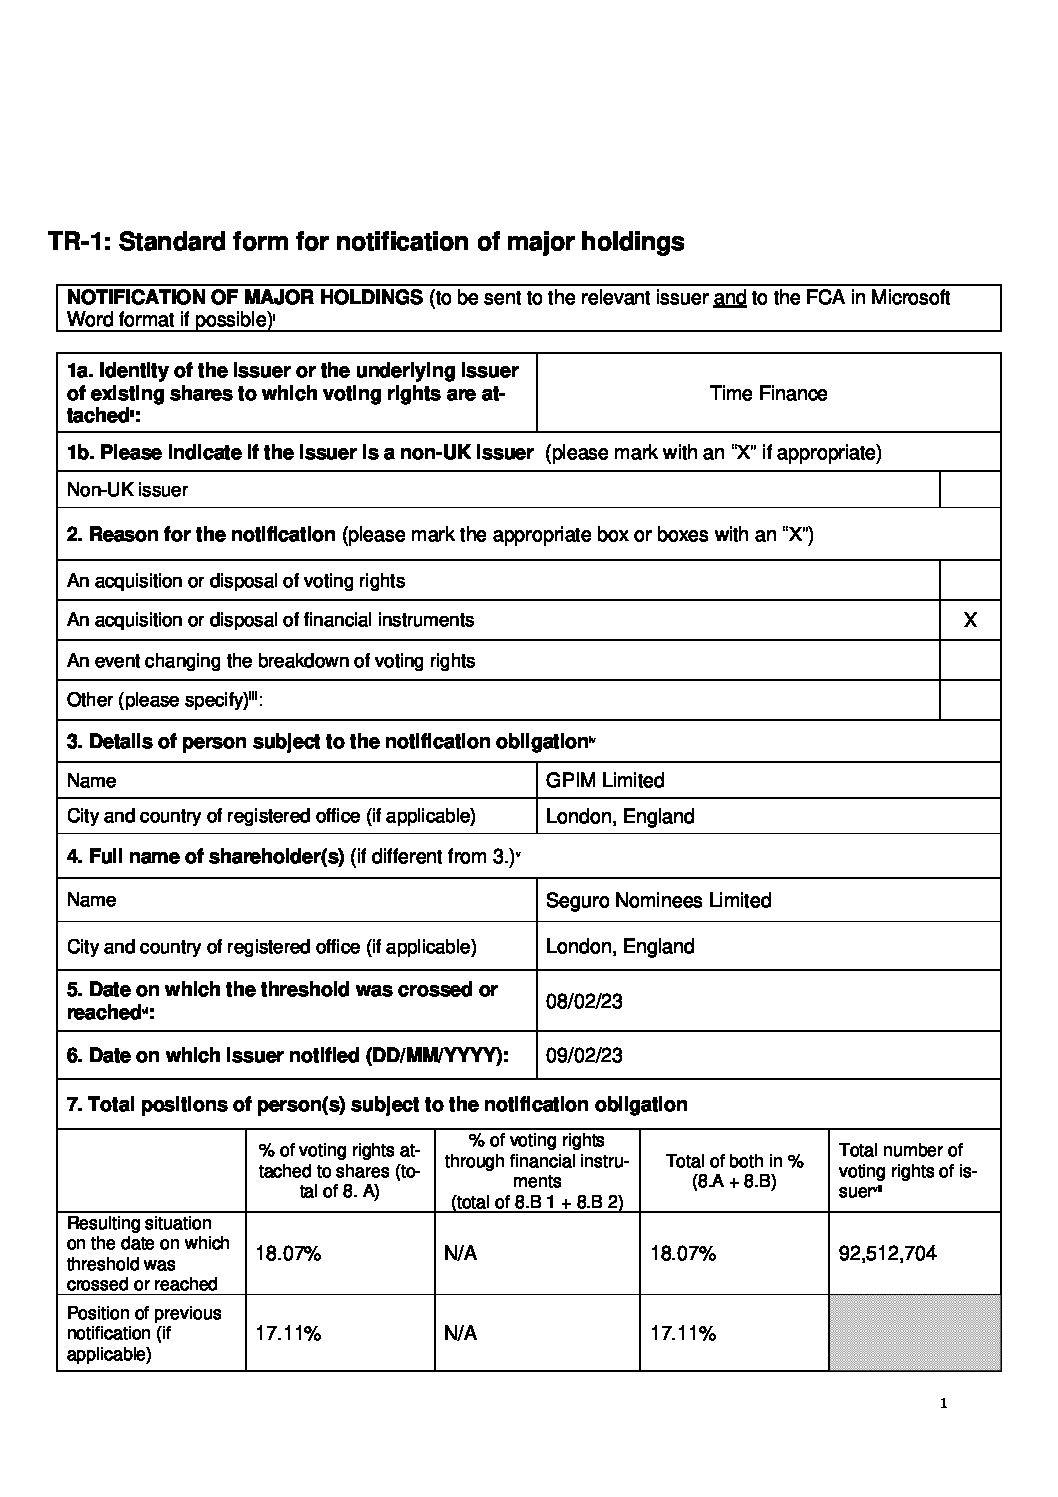 TR-1: Standard form for notification of major holdings
NOTIFICATION OF MAJOR HOLDINGS (to be sent to the relevant issuer and to the FCA in Microsoft
Word format if possible)i
1a. Identity of the issuer or the underlying issuer
of existing shares to which voting rights are at-
tachedii:
Time Finance
1b. Please indicate if the issuer is a non-UK issuer (please mark with an “X” if appropriate)
Non-UK issuer
2. Reason for the notification (please mark the appropriate box or boxes with an “X”)
An acquisition or disposal of voting rights
An acquisition or disposal of financial instruments X
An event changing the breakdown of voting rights
Other (please specify)iii:
3. Details of person subject to the notification obligationiv
Name GPIM Limited
City and country of registered office (if applicable) London, England
4. Full name of shareholder(s) (if different from 3.)v
Name Seguro Nominees Limited
City and country of registered office (if applicable) London, England
5. Date on which the threshold was crossed or
reachedvi:
08/02/23
6. Date on which issuer notified (DD/MM/YYYY): 09/02/23
7. Total positions of person(s) subject to the notification obligation
% of voting rights at-
tached to shares (to-
tal of 8. A)
% of voting rights
through financial instru-
ments
(total of 8.B 1 + 8.B 2)
Total of both in %
(8.A + 8.B)
Total number of
voting rights of is-
suervii
Resulting situation
on the date on which
threshold was
crossed or reached
18.07% N/A 18.07% 92,512,704
Position of previous
notification (if
applicable)
17.11% N/A 17.11%
1